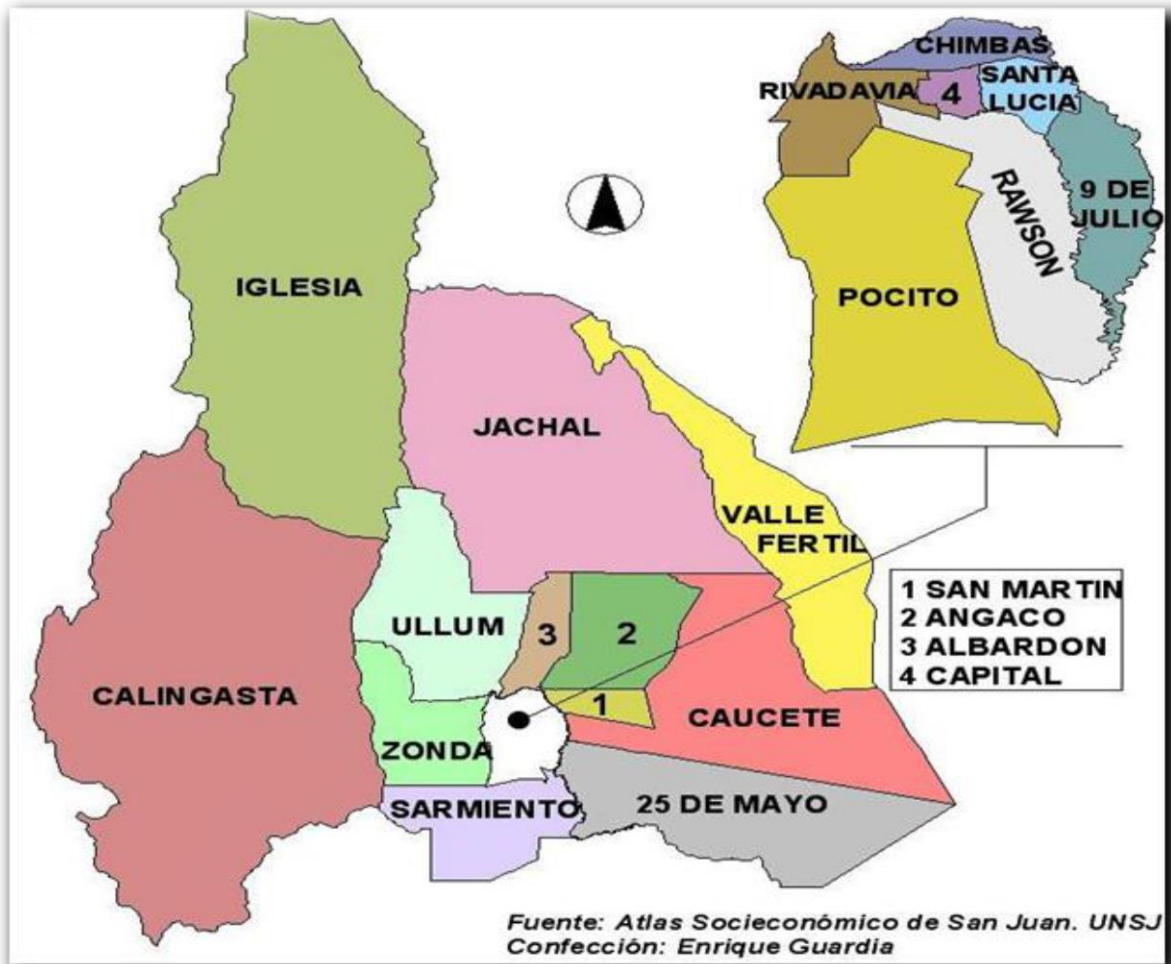 CHIMBAS
RIVADAVIA
4
SANTA
LUCIA
9 DE
JULIO
RAWSON
POCITO
IGLESIA
JACHAL
VALLE
FERTIL
ULLUM
3
2
1
CALINGASTA
ZONDA
CAUCETE
SARMIENTO
25 DE MAYO
1 SAN MARTIN
2 ANGACO
3 ALBARDON
4 CAPITAL
Fuente: Atlas Socieconómico de San Juan. UNSJ
Confección: Enrique Guardia